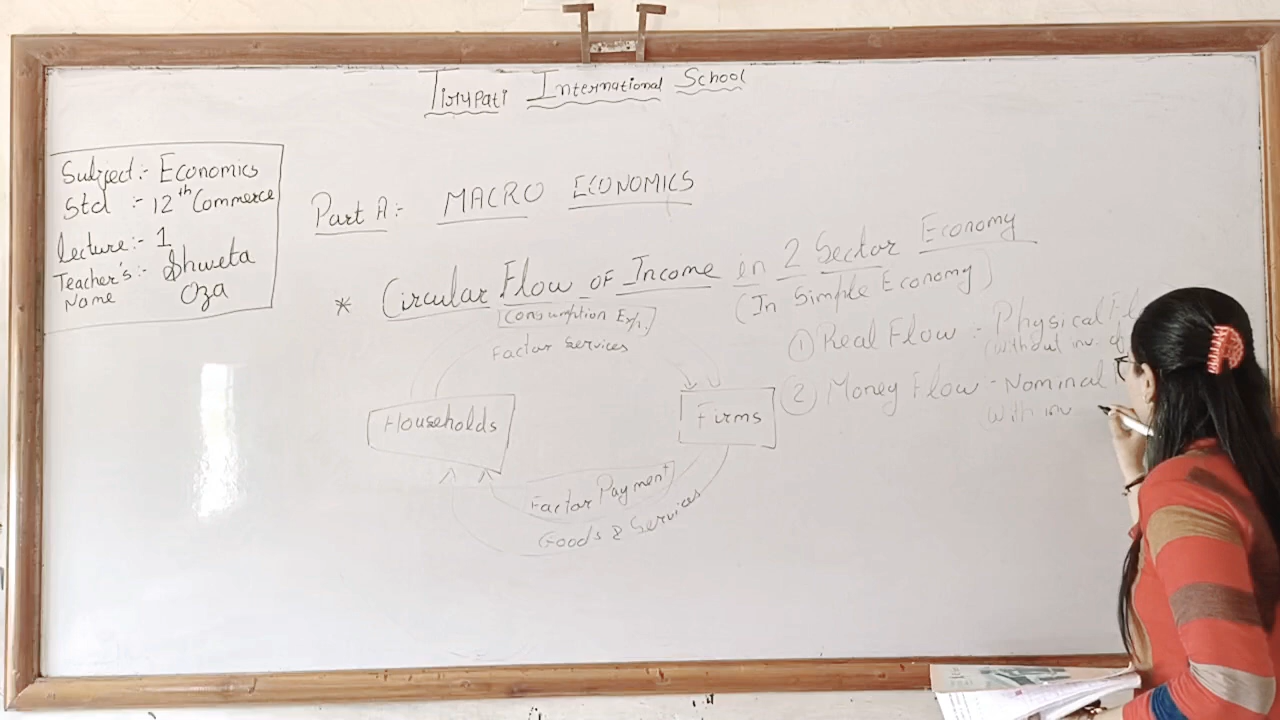 Tirupati International School
Subject:- Economics
Std :- 12th Commerce
Lecture:- 1
Teacher's:- Shweta
Name Oza
Part A:- MACRO ECONOMICS
* Circular Flow OF Income in 2 Sector Economy
(In Simple Economy)
Consumption Exp.
Factor Services
Households
Firms
Factor Payment
Goods & Services
① Real Flow - Physical Fl
(without inv. of
② Money Flow - Nominal
(with inv